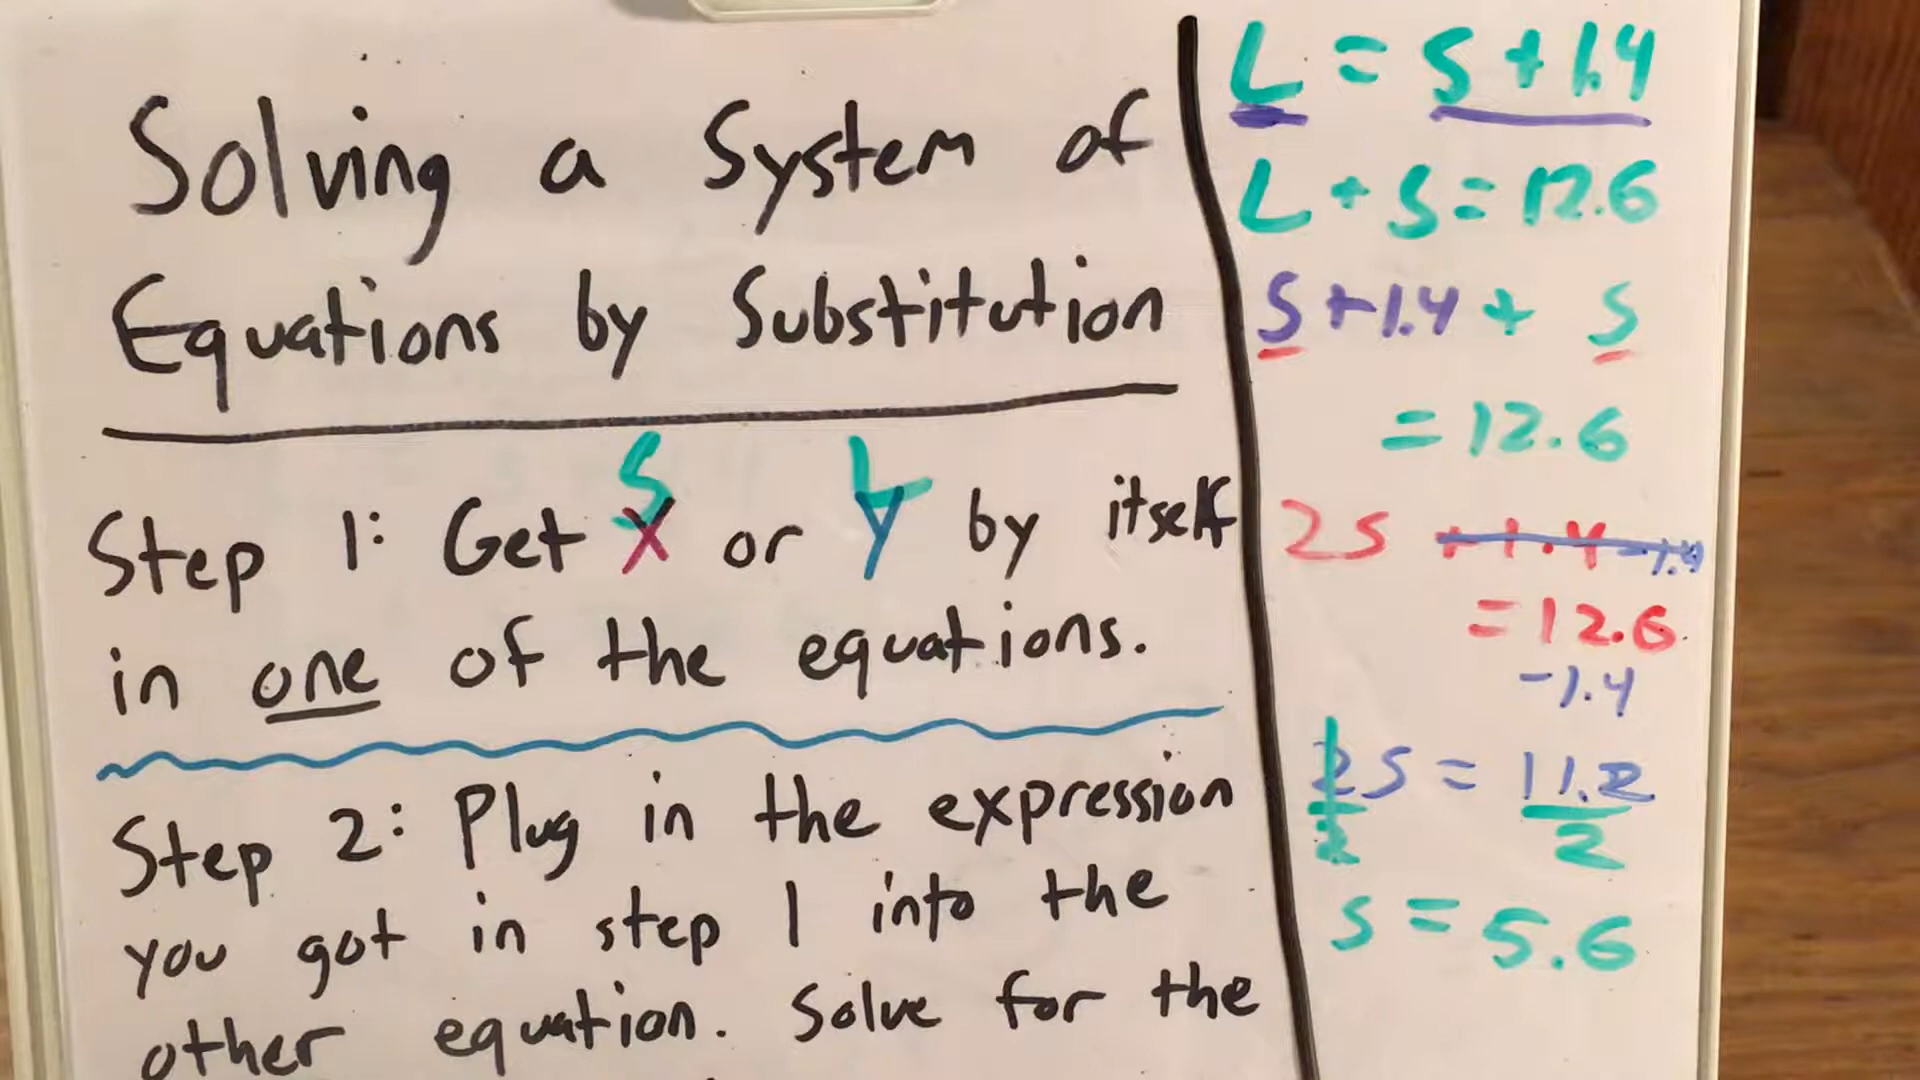 Solving a System of
Equations by Substitution
Step 1: Get X or Y by itself
S L
in one of the equations.
Step 2: Plug in the expression
you got in step 1 into the
other equation. Solve for the
L = S + 1.4
L + S = 12.6
S + 1.4 + S
= 12.6
2S + 1.4 - 1.4
= 12.6
- 1.4
2S = 11.2
2 2
S = 5.6